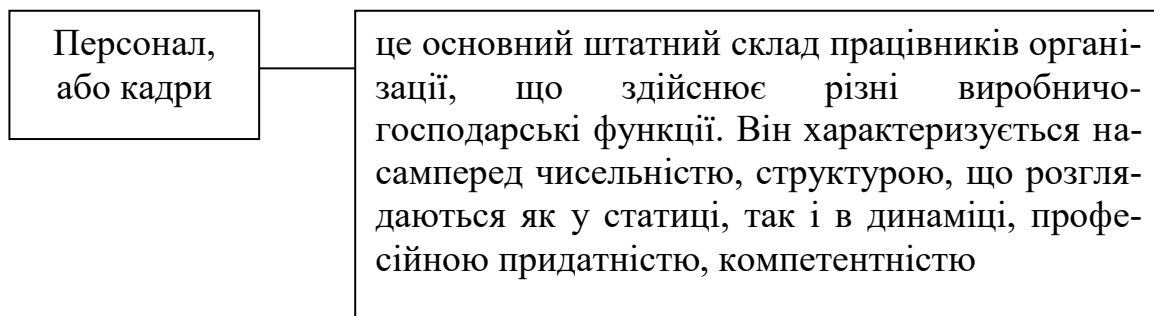 Персонал,
або кадри
це основний штатний склад працівників органі-
зації, що здійснює різні виробничо-
господарські функції. Він характеризується на-
самперед чисельністю, структурою, що розгля-
даються як у статиці, так і в динаміці, профе-
сійною придатністю, компетентністю